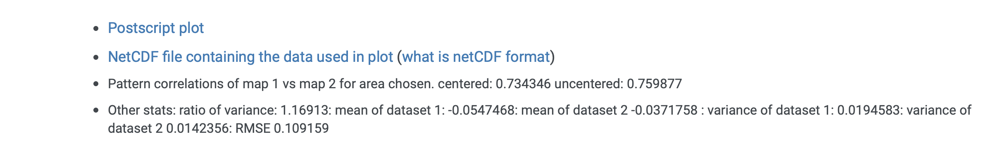 Postscript plot
NetCDF file containing the data used in plot (what is netCDF format)
Pattern correlations of map 1 vs map 2 for area chosen. centered: 0.734346 uncentered: 0.759877
Other stats: ratio of variance: 1.16913: mean of dataset 1: -0.0547468: mean of dataset 2 -0.0371758 : variance of dataset 1: 0.0194583: variance of
dataset 2 0.0142356: RMSE 0.109159